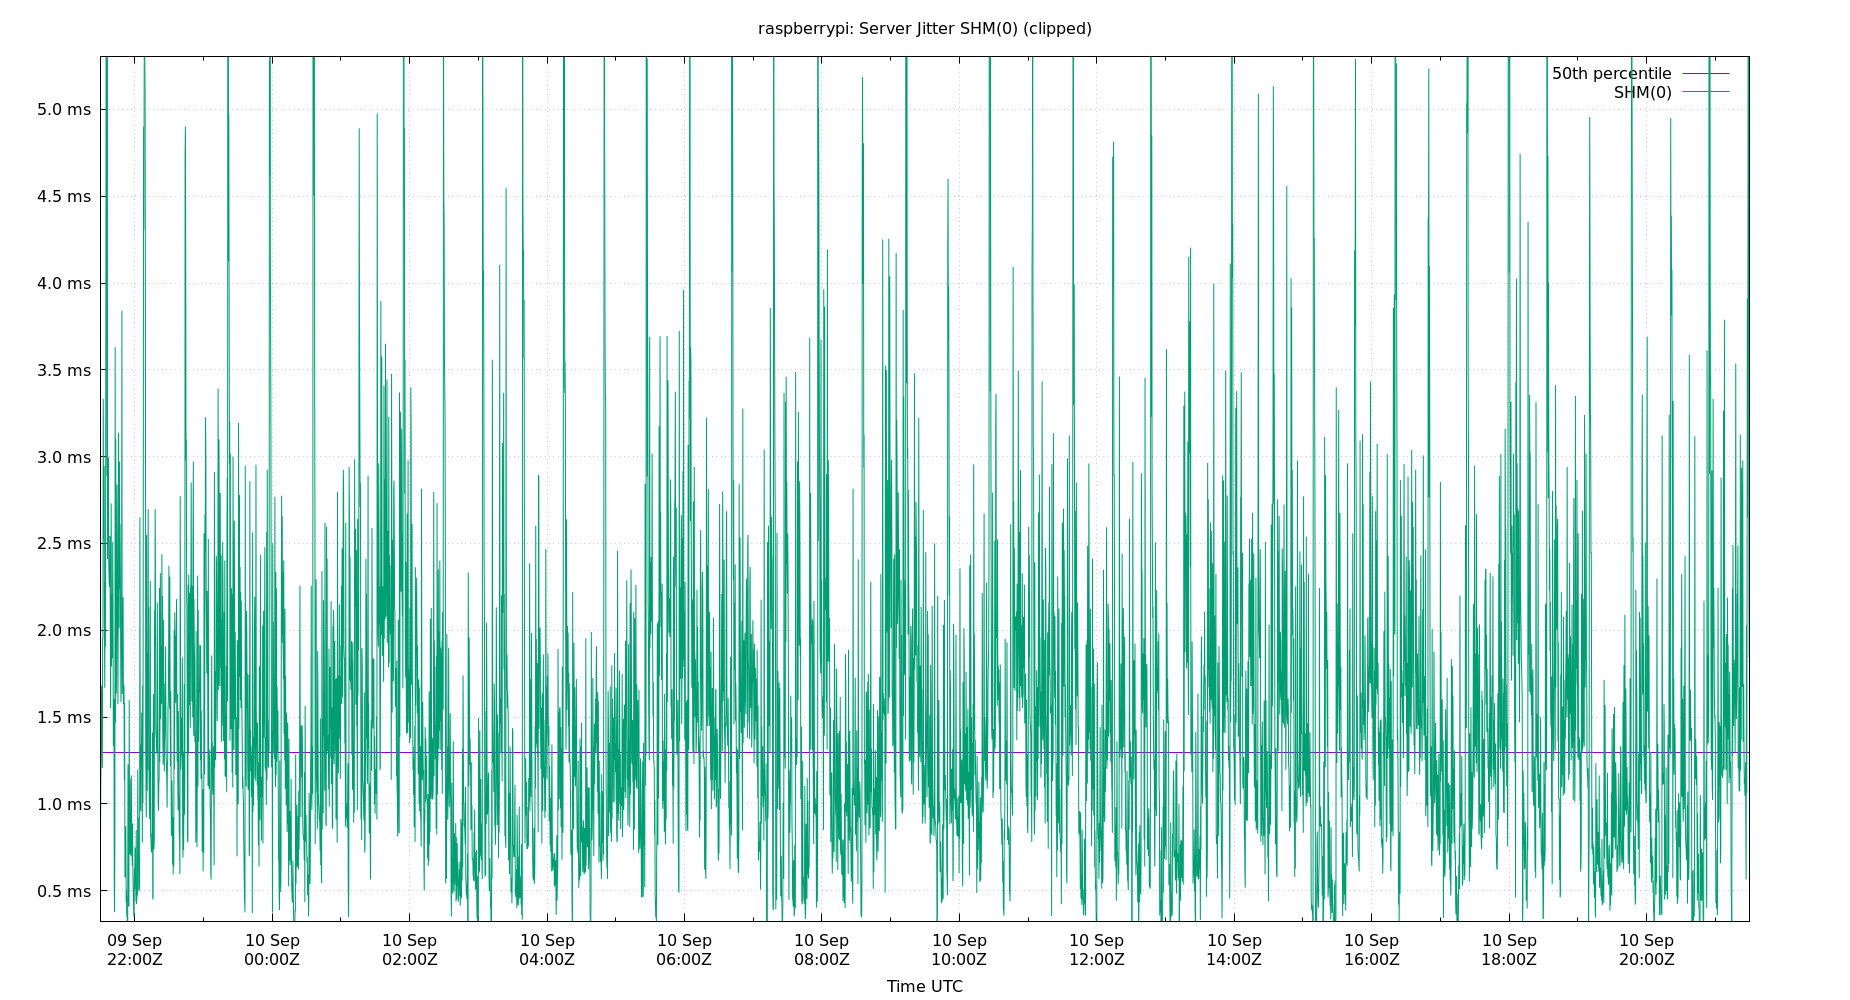 raspberrypi: Server Jitter SHM(0) (clipped)
50th percentile
SHM(0)
5.0 ms
4.5 ms
4.0 ms
3.5 ms
3.0 ms
2.5 ms
2.0 ms
1.5 ms
1.0 ms
0.5 ms
09 Sep 10 Sep 10 Sep 10 Sep 10 Sep 10 Sep 10 Sep 10 Sep 10 Sep 10 Sep 10 Sep 10 Sep
22:00Z 00:00Z 02:00Z 04:00Z 06:00Z 08:00Z 10:00Z 12:00Z 14:00Z 16:00Z 18:00Z 20:00Z
Time UTC